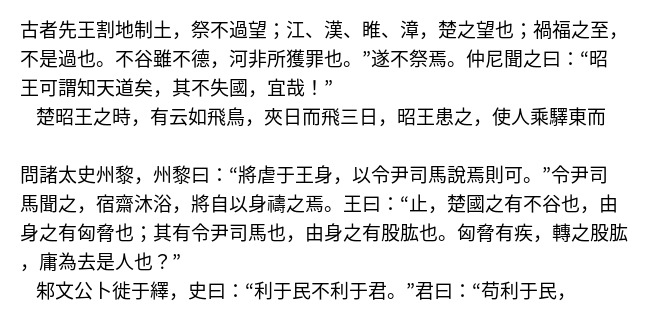 古者先王割地制土，祭不過望；江、漢、睢、漳，楚之望也；禍福之至，
不是過也。不谷雖不德，河非所獲罪也。”遂不祭焉。仲尼聞之曰：“昭
王可謂知天道矣，其不失國，宜哉！”
楚昭王之時，有云如飛鳥，夾日而飛三日，昭王患之，使人乘驛東而
問諸太史州黎，州黎曰：“將虐于王身，以令尹司馬說焉則可。”令尹司
馬聞之，宿齋沐浴，將自以身禱之焉。王曰：“止，楚國之有不谷也，由
身之有匈脅也；其有令尹司馬也，由身之有股肱也。匈脅有疾，轉之股肱
，庸為去是人也？”
邾文公卜徙于繹，史曰：“利于民不利于君。”君曰：“苟利于民，